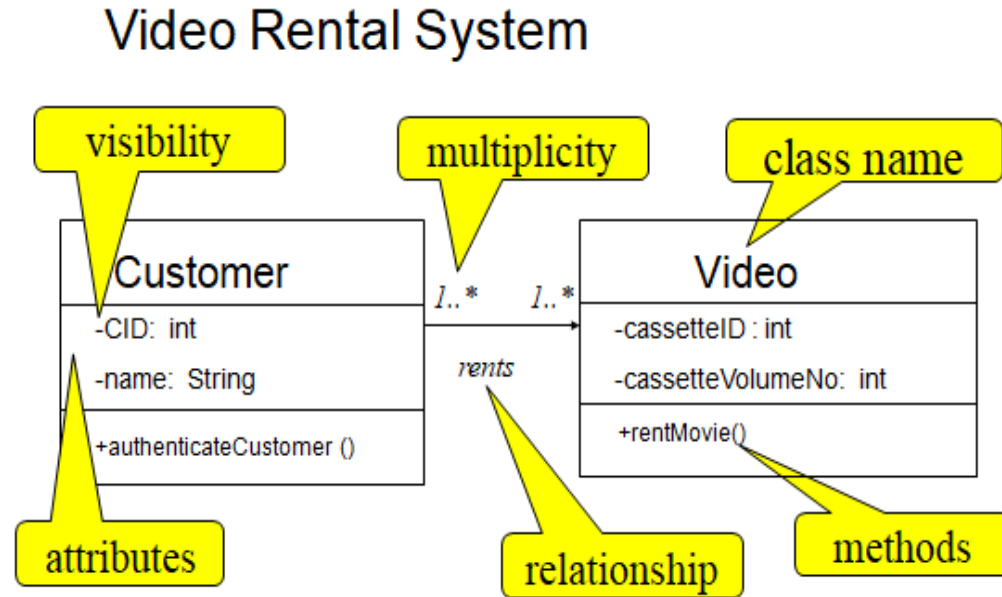 Video Rental System
visibility
multiplicity
class name
Customer
Video
1..*
1..*
-CID: int
-name: String
rents
-cassetteID : int
-cassetteVolumeNo: int
+authenticateCustomer ()
+rentMovie()
attributes
relationship
methods